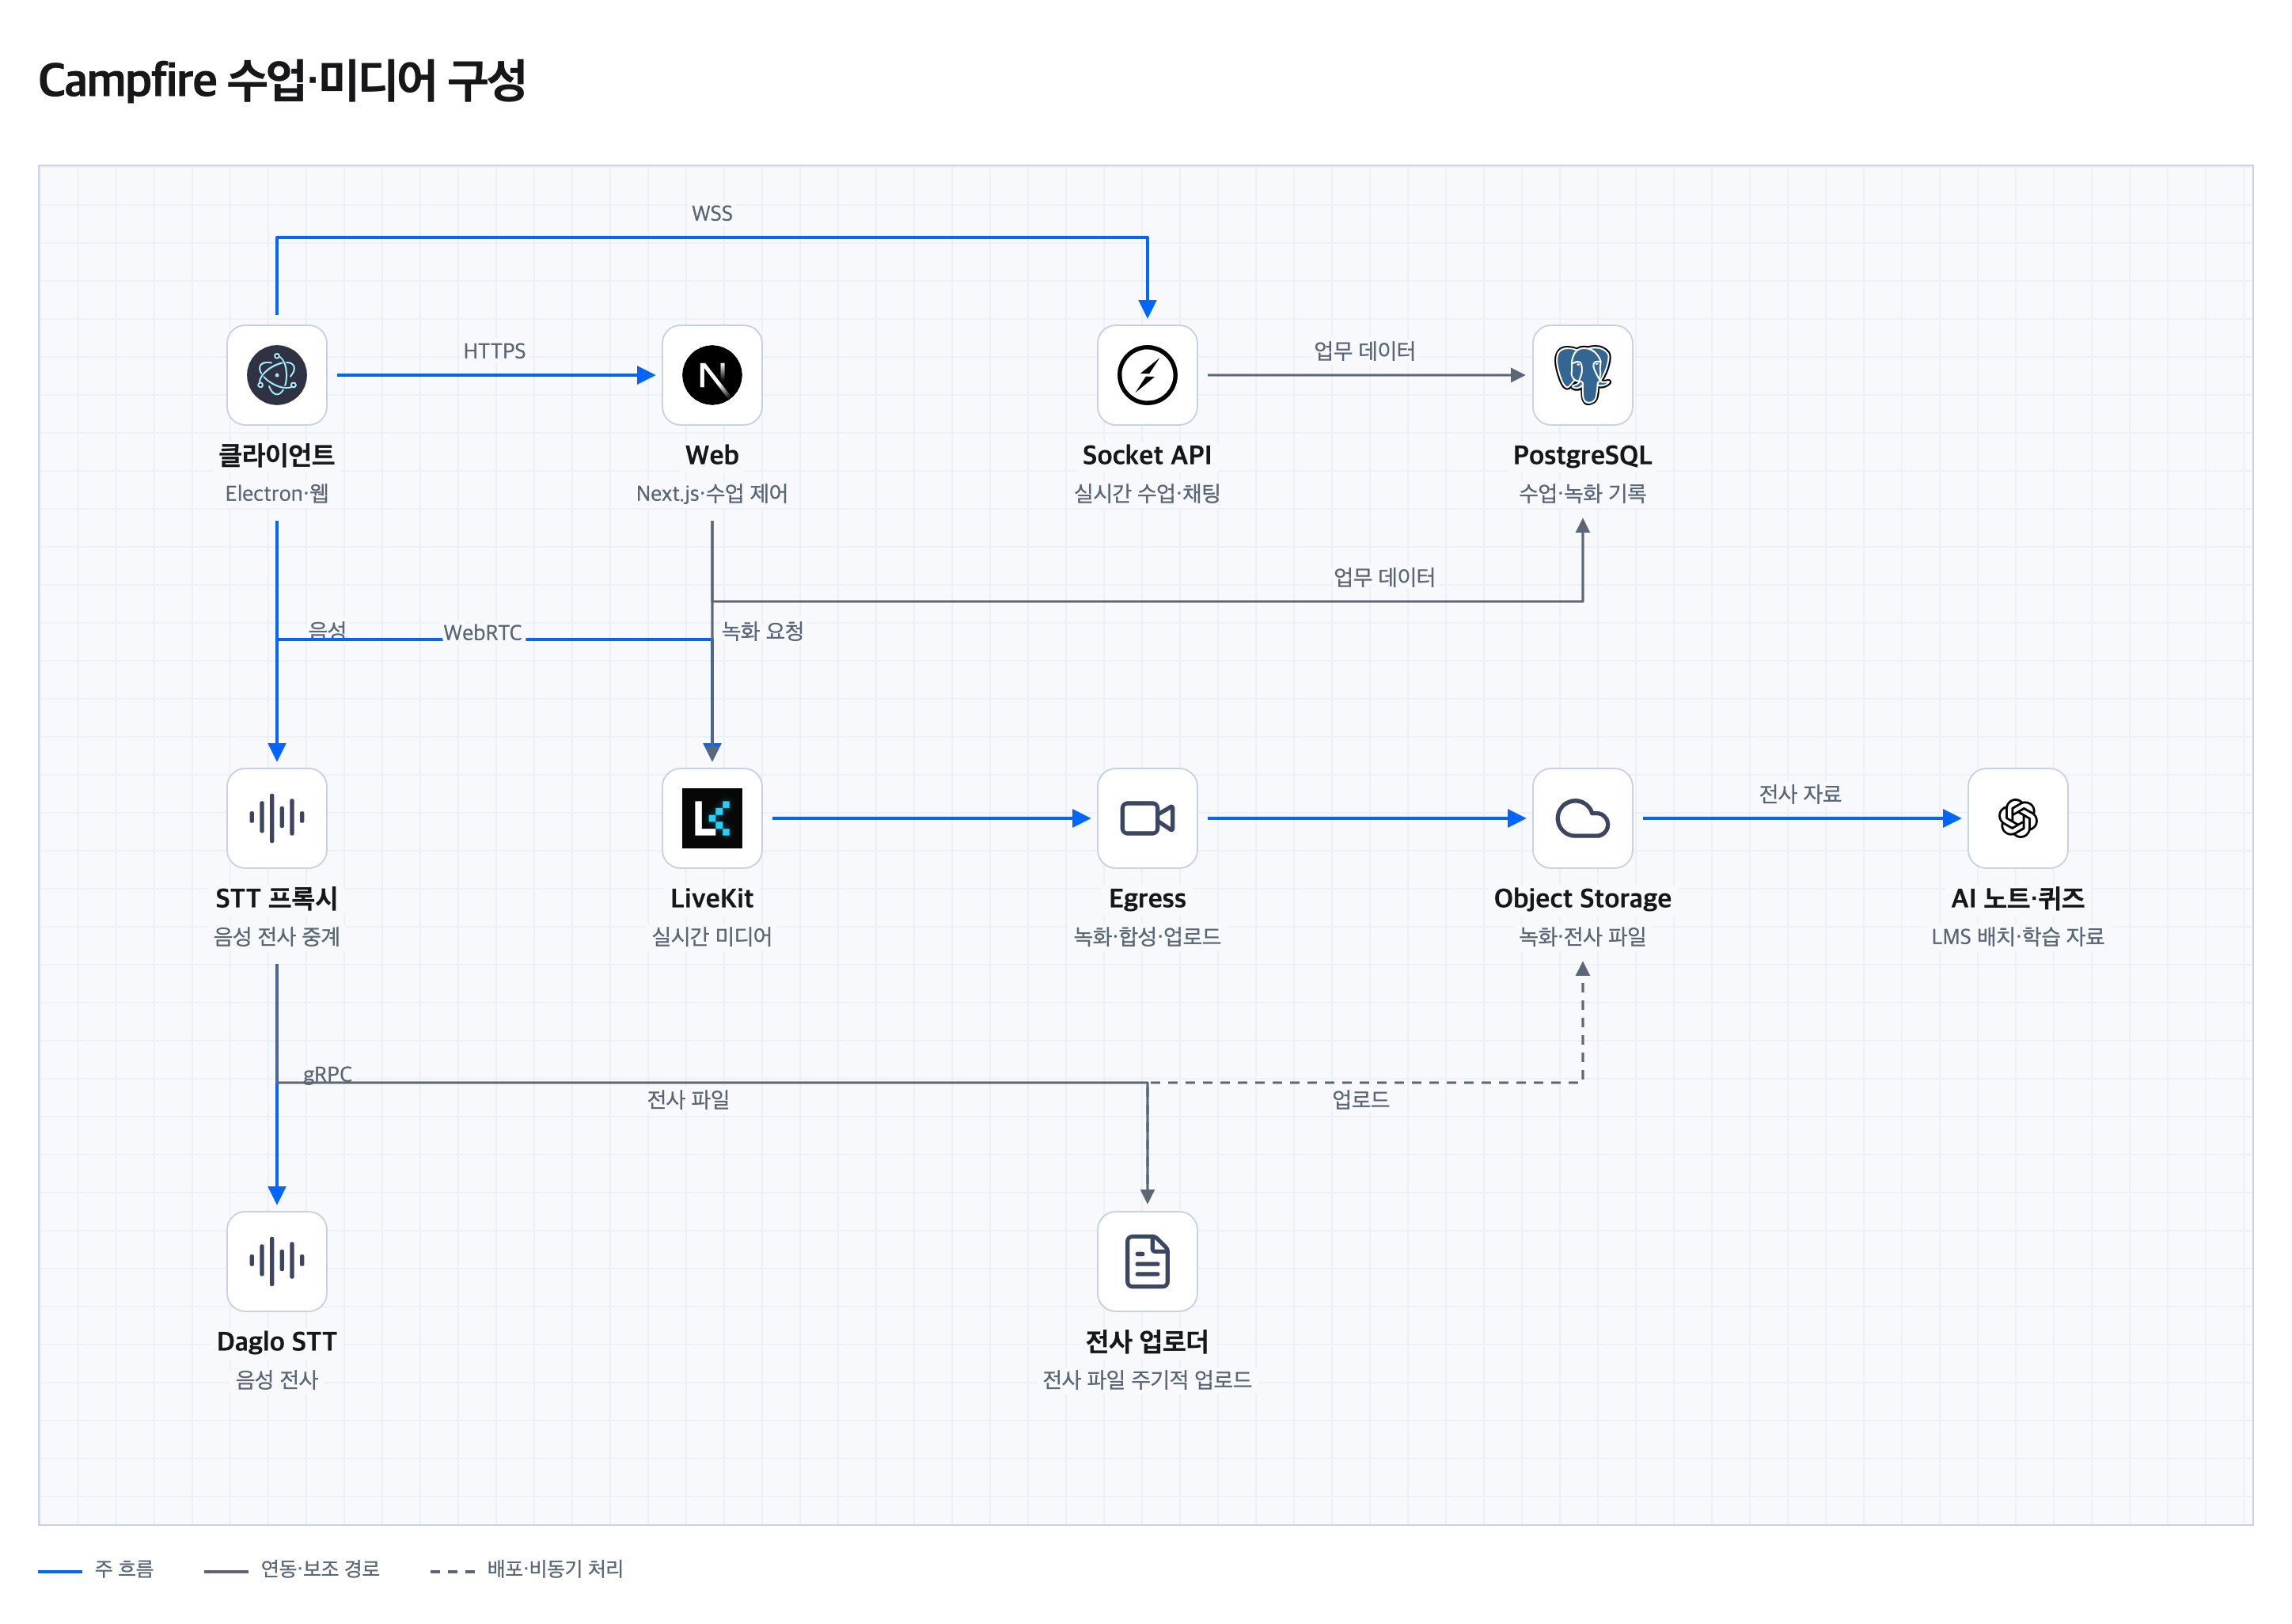 Campfire 수업·미디어 구성
WSS
HTTPS
업무 데이터
클라이언트
Electron·웹
Web
Next.js·수업 제어
Socket API
실시간 수업·채팅
PostgreSQL
수업·녹화 기록
업무 데이터
음성
WebRTC
녹화 요청
전사 자료
STT 프록시
음성 전사 중계
LiveKit
실시간 미디어
Egress
녹화·합성·업로드
Object Storage
녹화·전사 파일
AI 노트·퀴즈
LMS 배치·학습 자료
gRPC
전사 파일
업로드
Daglo STT
음성 전사
전사 업로더
전사 파일 주기적 업로드
주 흐름
연동·보조 경로
배포·비동기 처리